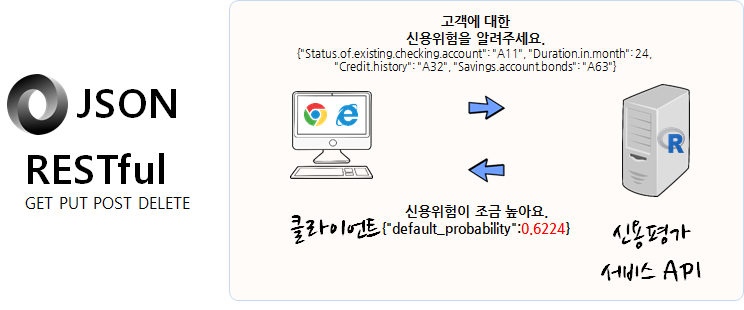 JSON
RESTful
GET PUT POST DELETE
고객에 대한
신용위험을 알려주세요.
{"Status.of.existing.checking.account": "A11", "Duration.in.month": 24,
"Credit.history": "A32", "Savings.account.bonds": "A63"}
R
신용위험이 조금 높아요.
클라이언트 {"default_probability":0.6224}
신용평가
서비스 API